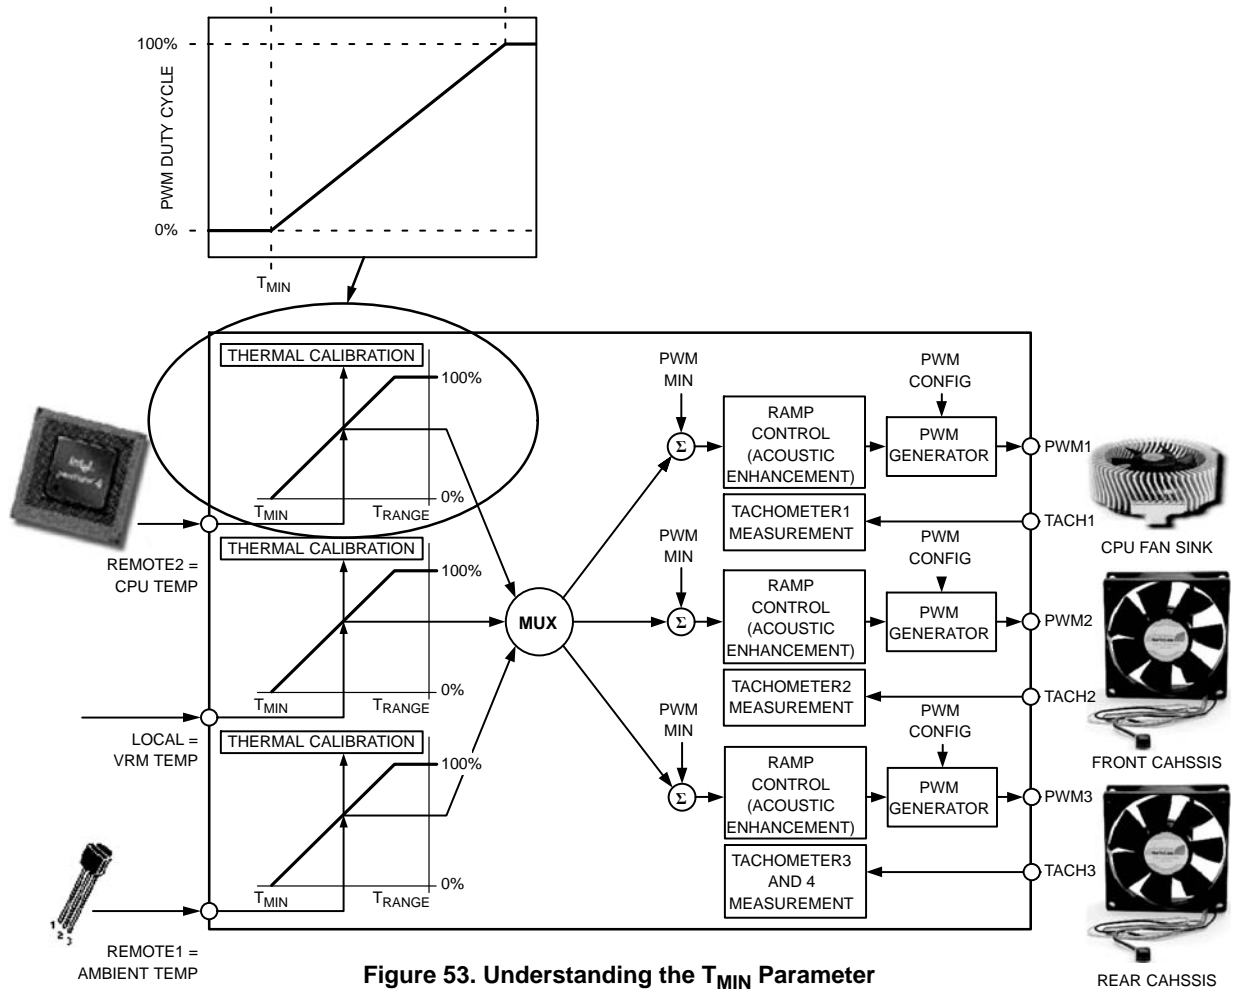 100%
PWM DUTY CYCLE
0%
TMIN
THERMAL CALIBRATION
100%
0%
TMIN
TRANGE
REMOTE2 =
CPU TEMP
THERMAL CALIBRATION
100%
0%
TMIN
TRANGE
LOCAL =
VRM TEMP
THERMAL CALIBRATION
100%
0%
TMIN
TRANGE
REMOTE1 =
AMBIENT TEMP
1
2
3
intel
MUX
PWM
MIN
Σ
RAMP
CONTROL
(ACOUSTIC
ENHANCEMENT)
PWM
CONFIG
PWM
GENERATOR
PWM1
TACHOMETER1
MEASUREMENT
TACH1
CPU FAN SINK
PWM
MIN
Σ
RAMP
CONTROL
(ACOUSTIC
ENHANCEMENT)
PWM
CONFIG
PWM
GENERATOR
PWM2
TACHOMETER2
MEASUREMENT
TACH2
FRONT CAHSSIS
PWM
MIN
Σ
RAMP
CONTROL
(ACOUSTIC
ENHANCEMENT)
PWM
CONFIG
PWM
GENERATOR
PWM3
TACHOMETER3
AND 4
MEASUREMENT
TACH3
REAR CAHSSIS
Figure 53. Understanding the TMIN Parameter